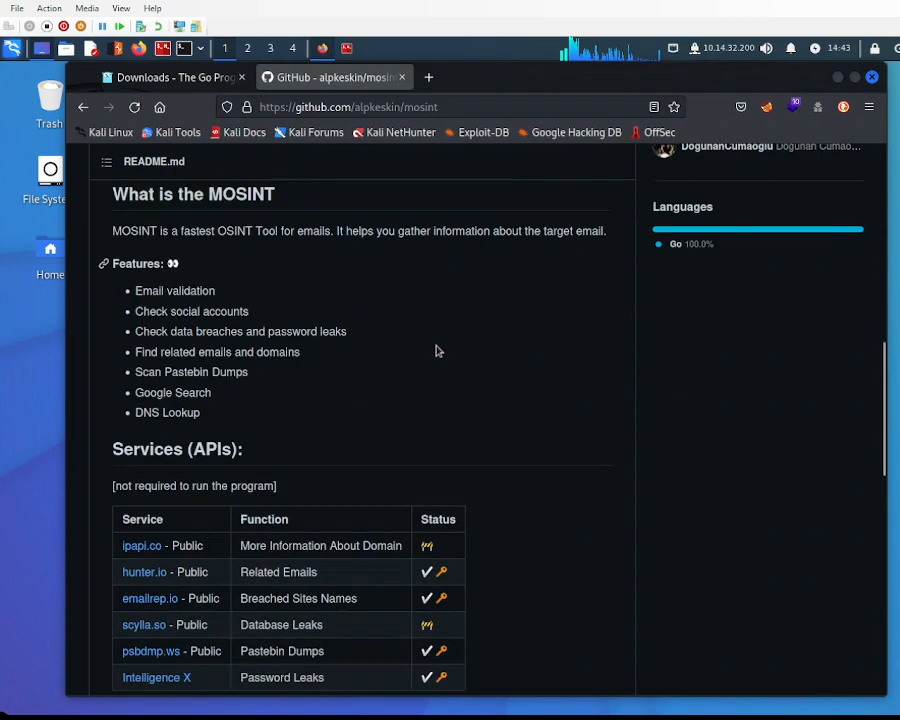 File Action Media View Help
1 2 3 4 10.14.32.200 14:43
Downloads - The Go Prog
GitHub - alpkeskin/mosin
https://github.com/alpkeskin/mosint
10
Kali Linux Kali Tools Kali Docs Kali Forums Kali NetHunter Exploit-DB Google Hacking DB OffSec
Trash
File Syst
Home
README.md
What is the MOSINT
MOSINT is a fastest OSINT Tool for emails. It helps you gather information about the target email.
Features: 👀
Email validation
Check social accounts
Check data breaches and password leaks
Find related emails and domains
Scan Pastebin Dumps
Google Search
DNS Lookup
Services (APIs):
[not required to run the program]
Service Function Status
ipapi.co - Public More Information About Domain 🚧
hunter.io - Public Related Emails ✔️🔑
emailrep.io - Public Breached Sites Names ✔️🔑
scylla.so - Public Database Leaks 🚧
psbdmp.ws - Public Pastebin Dumps ✔️🔑
Intelligence X Password Leaks ✔️🔑
DogunanCumaoglu Dogunan Cumao...
Languages
Go 100.0%